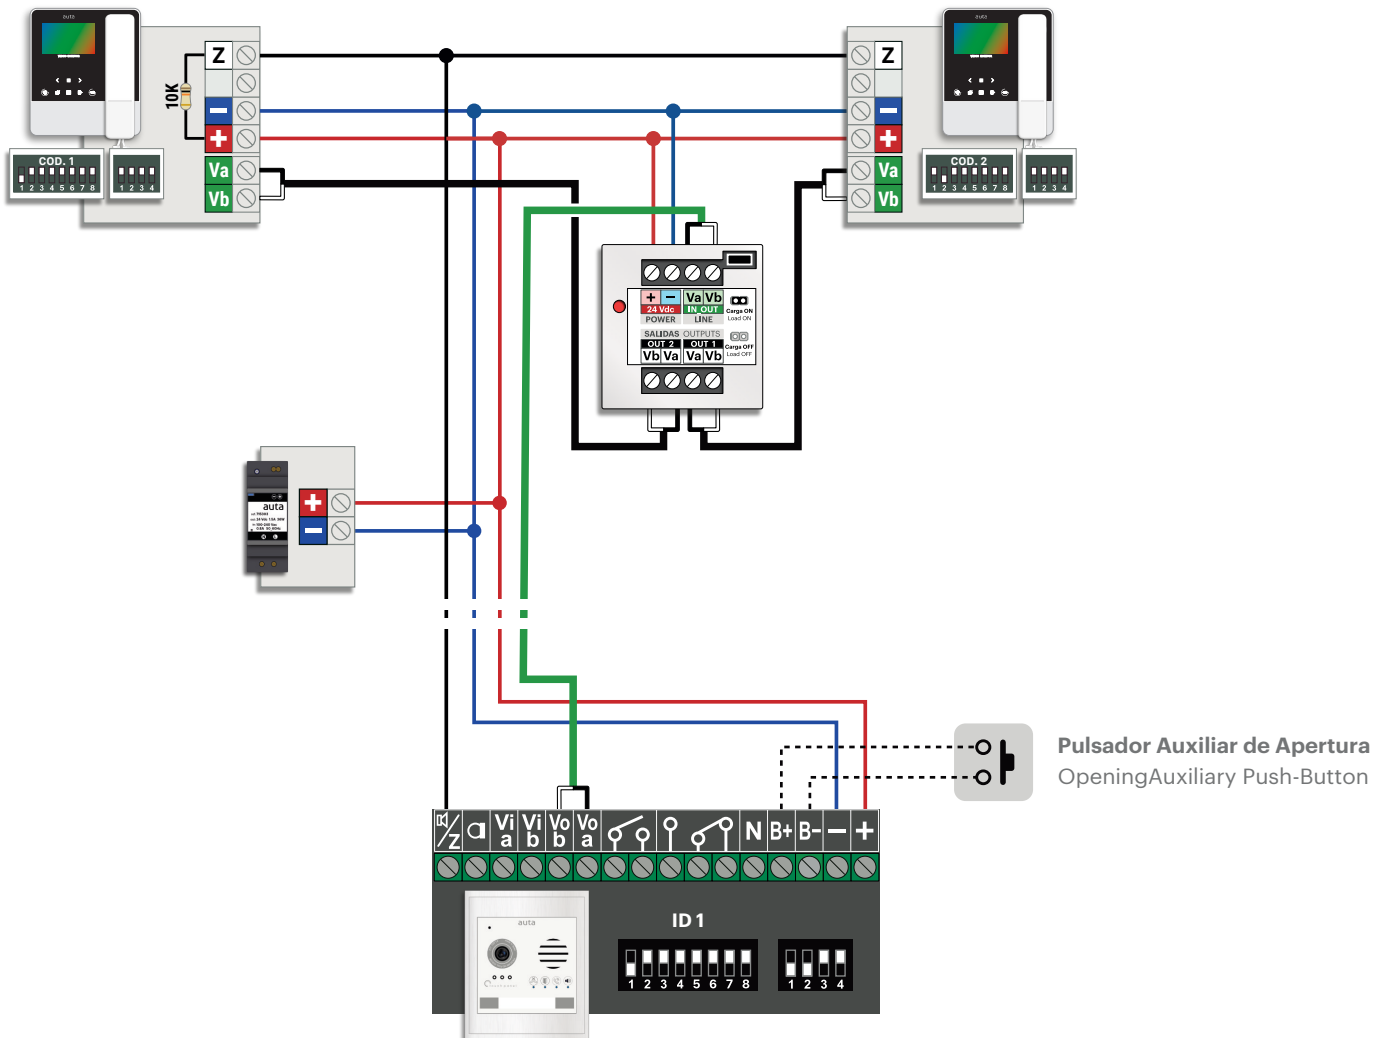 auta
auta
Z
Z
10K
COD. 1
1 2 3 4 5 6 7 8
1 2 3 4
Va
Vb
COD. 2
1 2 3 4 5 6 7 8
1 2 3 4
Va
Vb
+ − Va Vb
24 Vdc IN_OUT
POWER LINE
Carga ON
Load ON
SALIDAS OUTPUTS
OUT 2 OUT 1
Vb Va Va Vb
Carga OFF
Load OFF
+
−
auta
Pulsador Auxiliar de Apertura
OpeningAuxiliary Push-Button
/Z Vi a Vi b Vo b Vo a N B+ B− − +
auta
ID 1
1 2 3 4 5 6 7 8
1 2 3 4